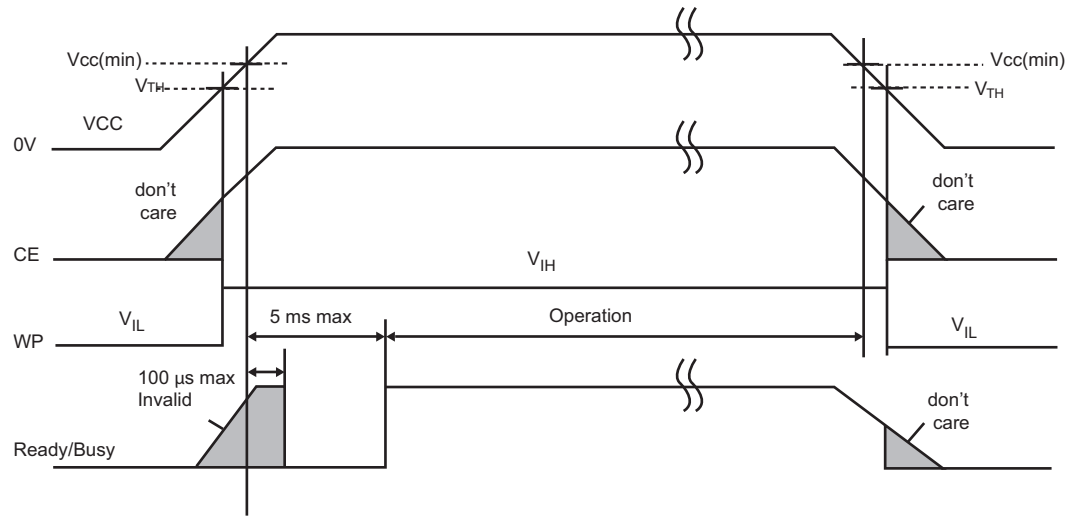 Vcc(min)
Vcc(min)
VTH
VTH
VCC
0V
don't
care
don't
care
CE
VIH
VIL
5 ms max
Operation
VIL
WP
100 µs max
Invalid
don't
care
Ready/Busy